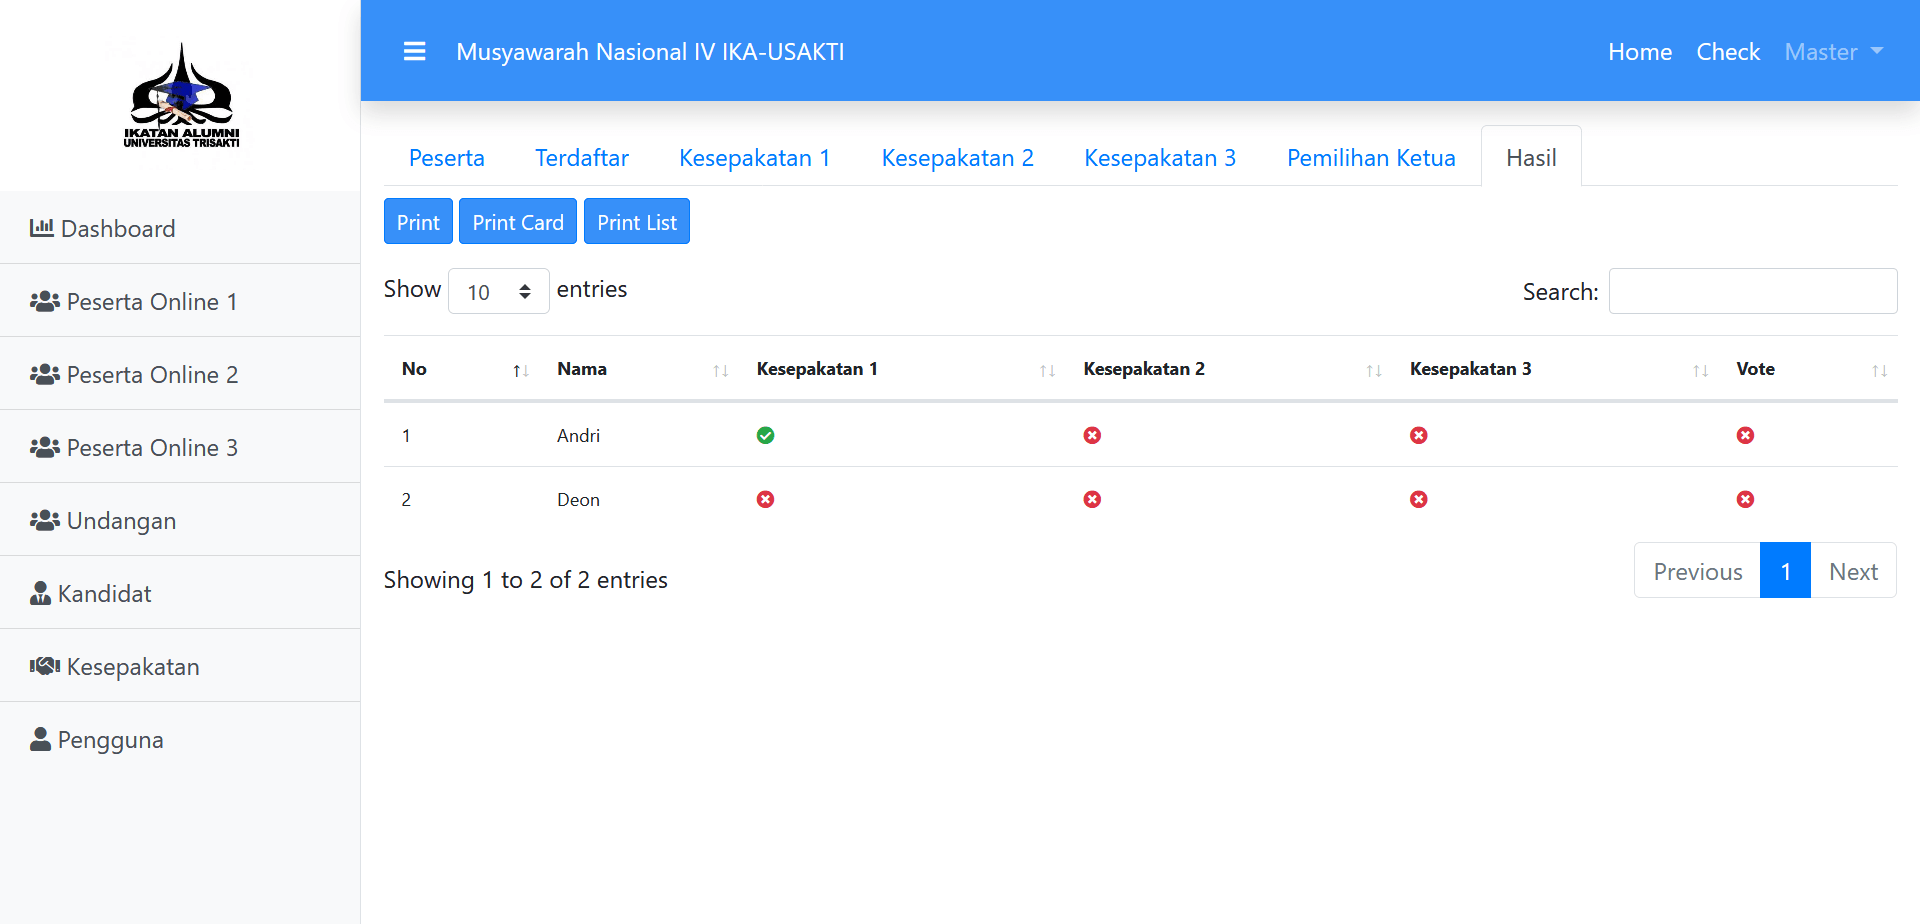 IKATAN ALUMNI
UNIVERSITAS TRISAKTI
Musyawarah Nasional IV IKA-USAKTI
Home Check Master
Dashboard
Peserta Online 1
Peserta Online 2
Peserta Online 3
Undangan
Kandidat
Kesepakatan
Pengguna
Peserta Terdaftar Kesepakatan 1 Kesepakatan 2 Kesepakatan 3 Pemilihan Ketua Hasil
Print Print Card Print List
Show 10 entries Search:
No Nama Kesepakatan 1 Kesepakatan 2 Kesepakatan 3 Vote
1 Andri
2 Deon
Showing 1 to 2 of 2 entries
Previous 1 Next